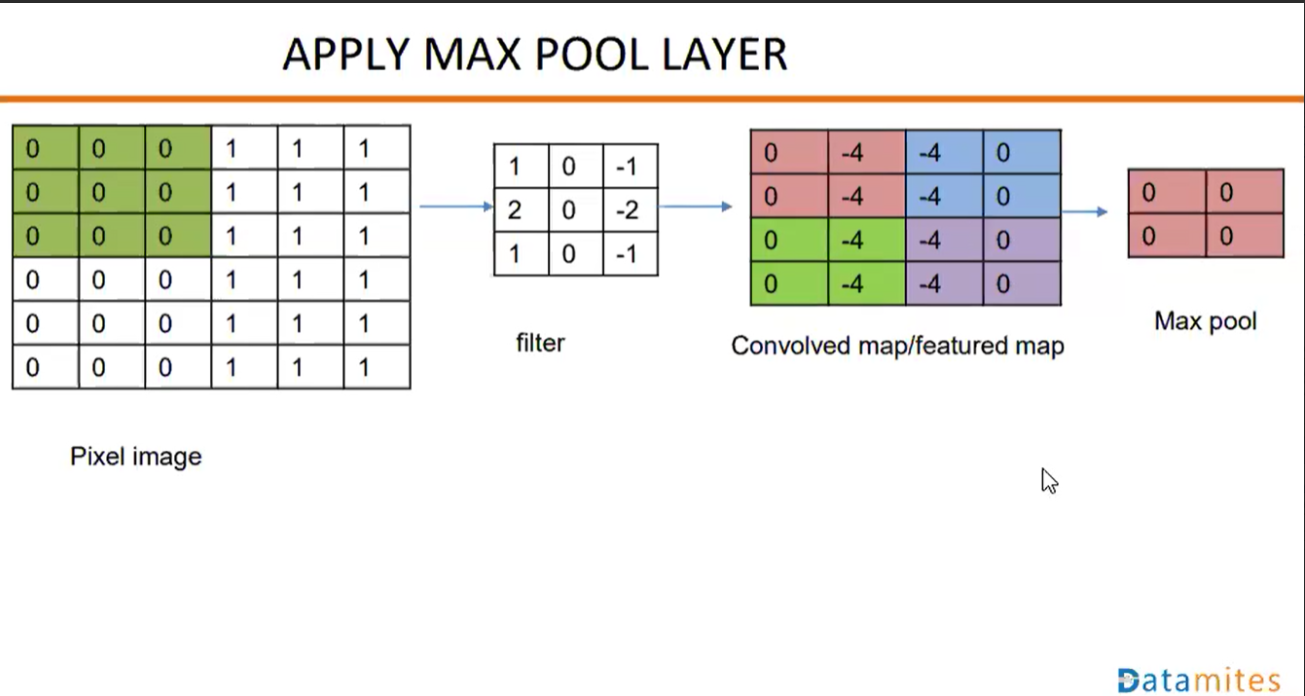 APPLY MAX POOL LAYER
0 0 0 1 1 1
0 0 0 1 1 1
0 0 0 1 1 1
0 0 0 1 1 1
0 0 0 1 1 1
0 0 0 1 1 1
Pixel image
1 0 -1
2 0 -2
1 0 -1
filter
0 -4 -4 0
0 -4 -4 0
0 -4 -4 0
0 -4 -4 0
Convolved map/featured map
0 0
0 0
Max pool
Datamites